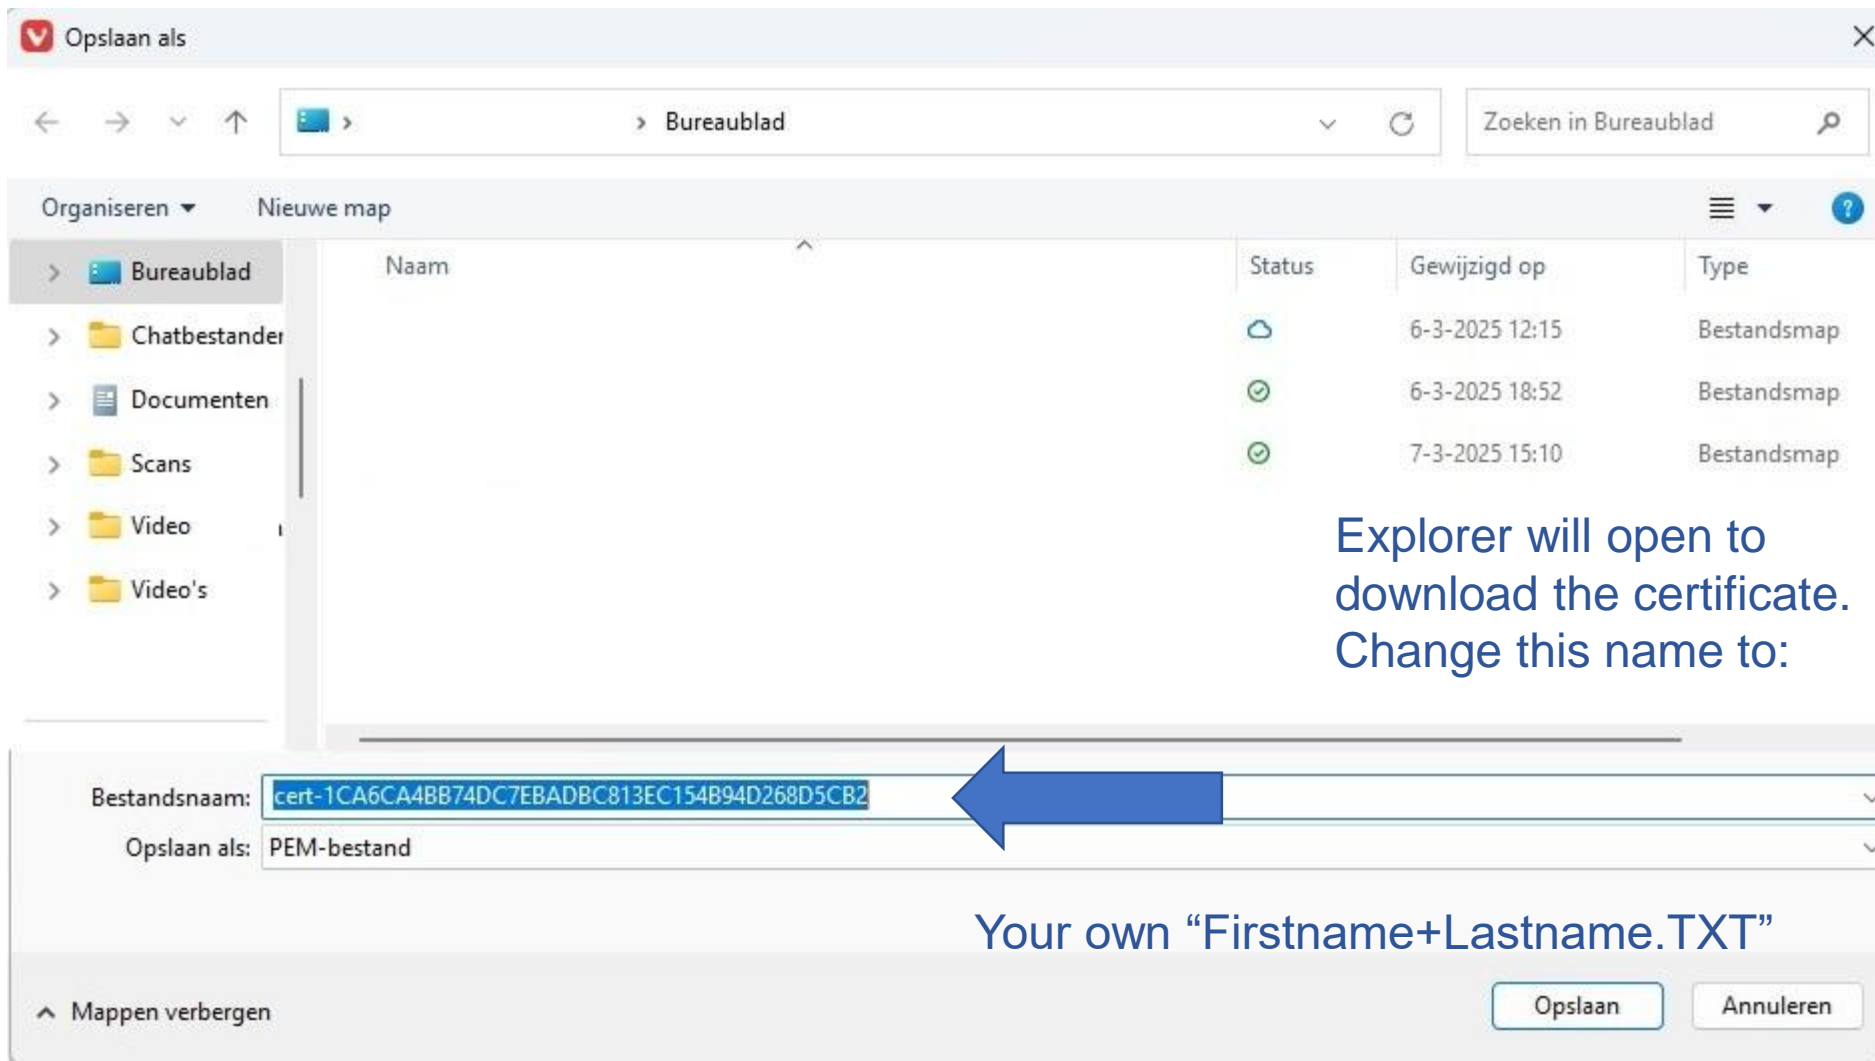 Opslaan als
Bureaublad
Zoeken in Bureaublad
Organiseren
Nieuwe map
Naam
Status
Gewijzigd op
Type
Bureaublad
Chatbestander
Documenten
Scans
Video
Video's
6-3-2025 12:15
Bestandsmap
6-3-2025 18:52
Bestandsmap
7-3-2025 15:10
Bestandsmap
Explorer will open to
download the certificate.
Change this name to:
Bestandsnaam: cert-1CA6CA4BB74DC7EBADBC813EC154B94D268D5CB2
Opslaan als: PEM-bestand
Your own “Firstname+Lastname.TXT”
Mappen verbergen
Opslaan
Annuleren